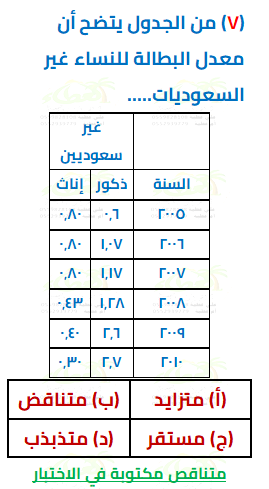 (٧) من الجدول يتضح أن
معدل البطالة للنساء غير
السعوديات.....
غير
سعوديين
السنة ذكور إناث
٢٠٠٥ ٠,٦ ٠,٨٠
٢٠٠٦ ١,٠٧ ٠,٨٠
٢٠٠٧ ١,١٧ ٠,٨٠
٢٠٠٨ ١,٢٨ ٠,٤٣
٢٠٠٩ ٢,٦ ٠,٤٠
٢٠١٠ ٢,٧ ٠,٣٠
(أ) متزايد (ب) متناقض
(ج) مستقر (د) متذبذب
متناقص مكتوبة في الاختبار